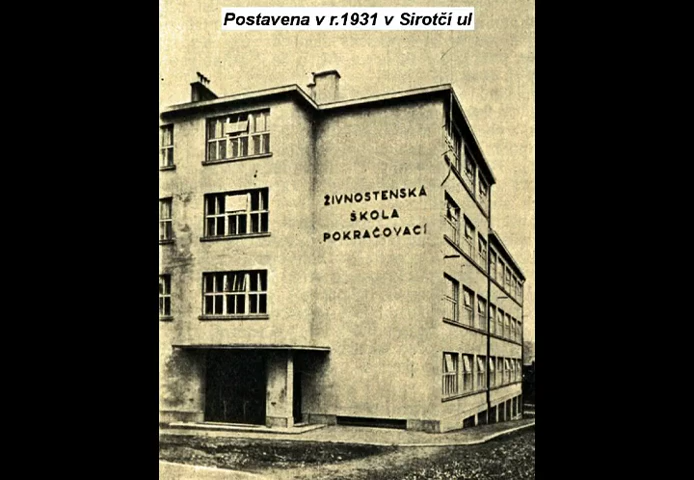 Postavena v r.1931 v Sirotčí ul
ŽIVNOSTENSKÁ
ŠKOLA
POKRAČOVACÍ